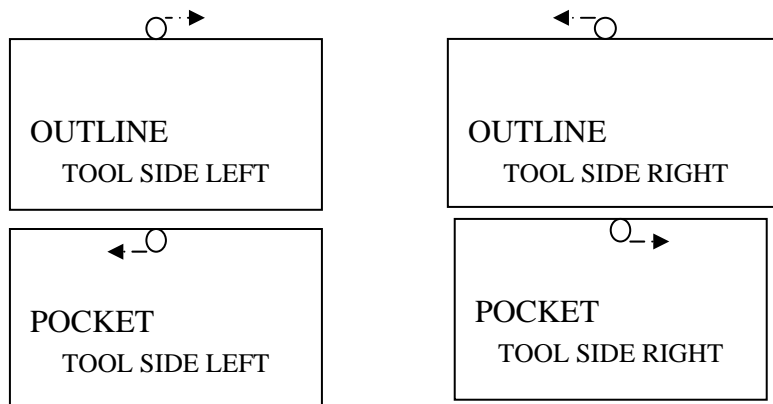 OUTLINE
TOOL SIDE LEFT
OUTLINE
TOOL SIDE RIGHT
POCKET
TOOL SIDE LEFT
POCKET
TOOL SIDE RIGHT